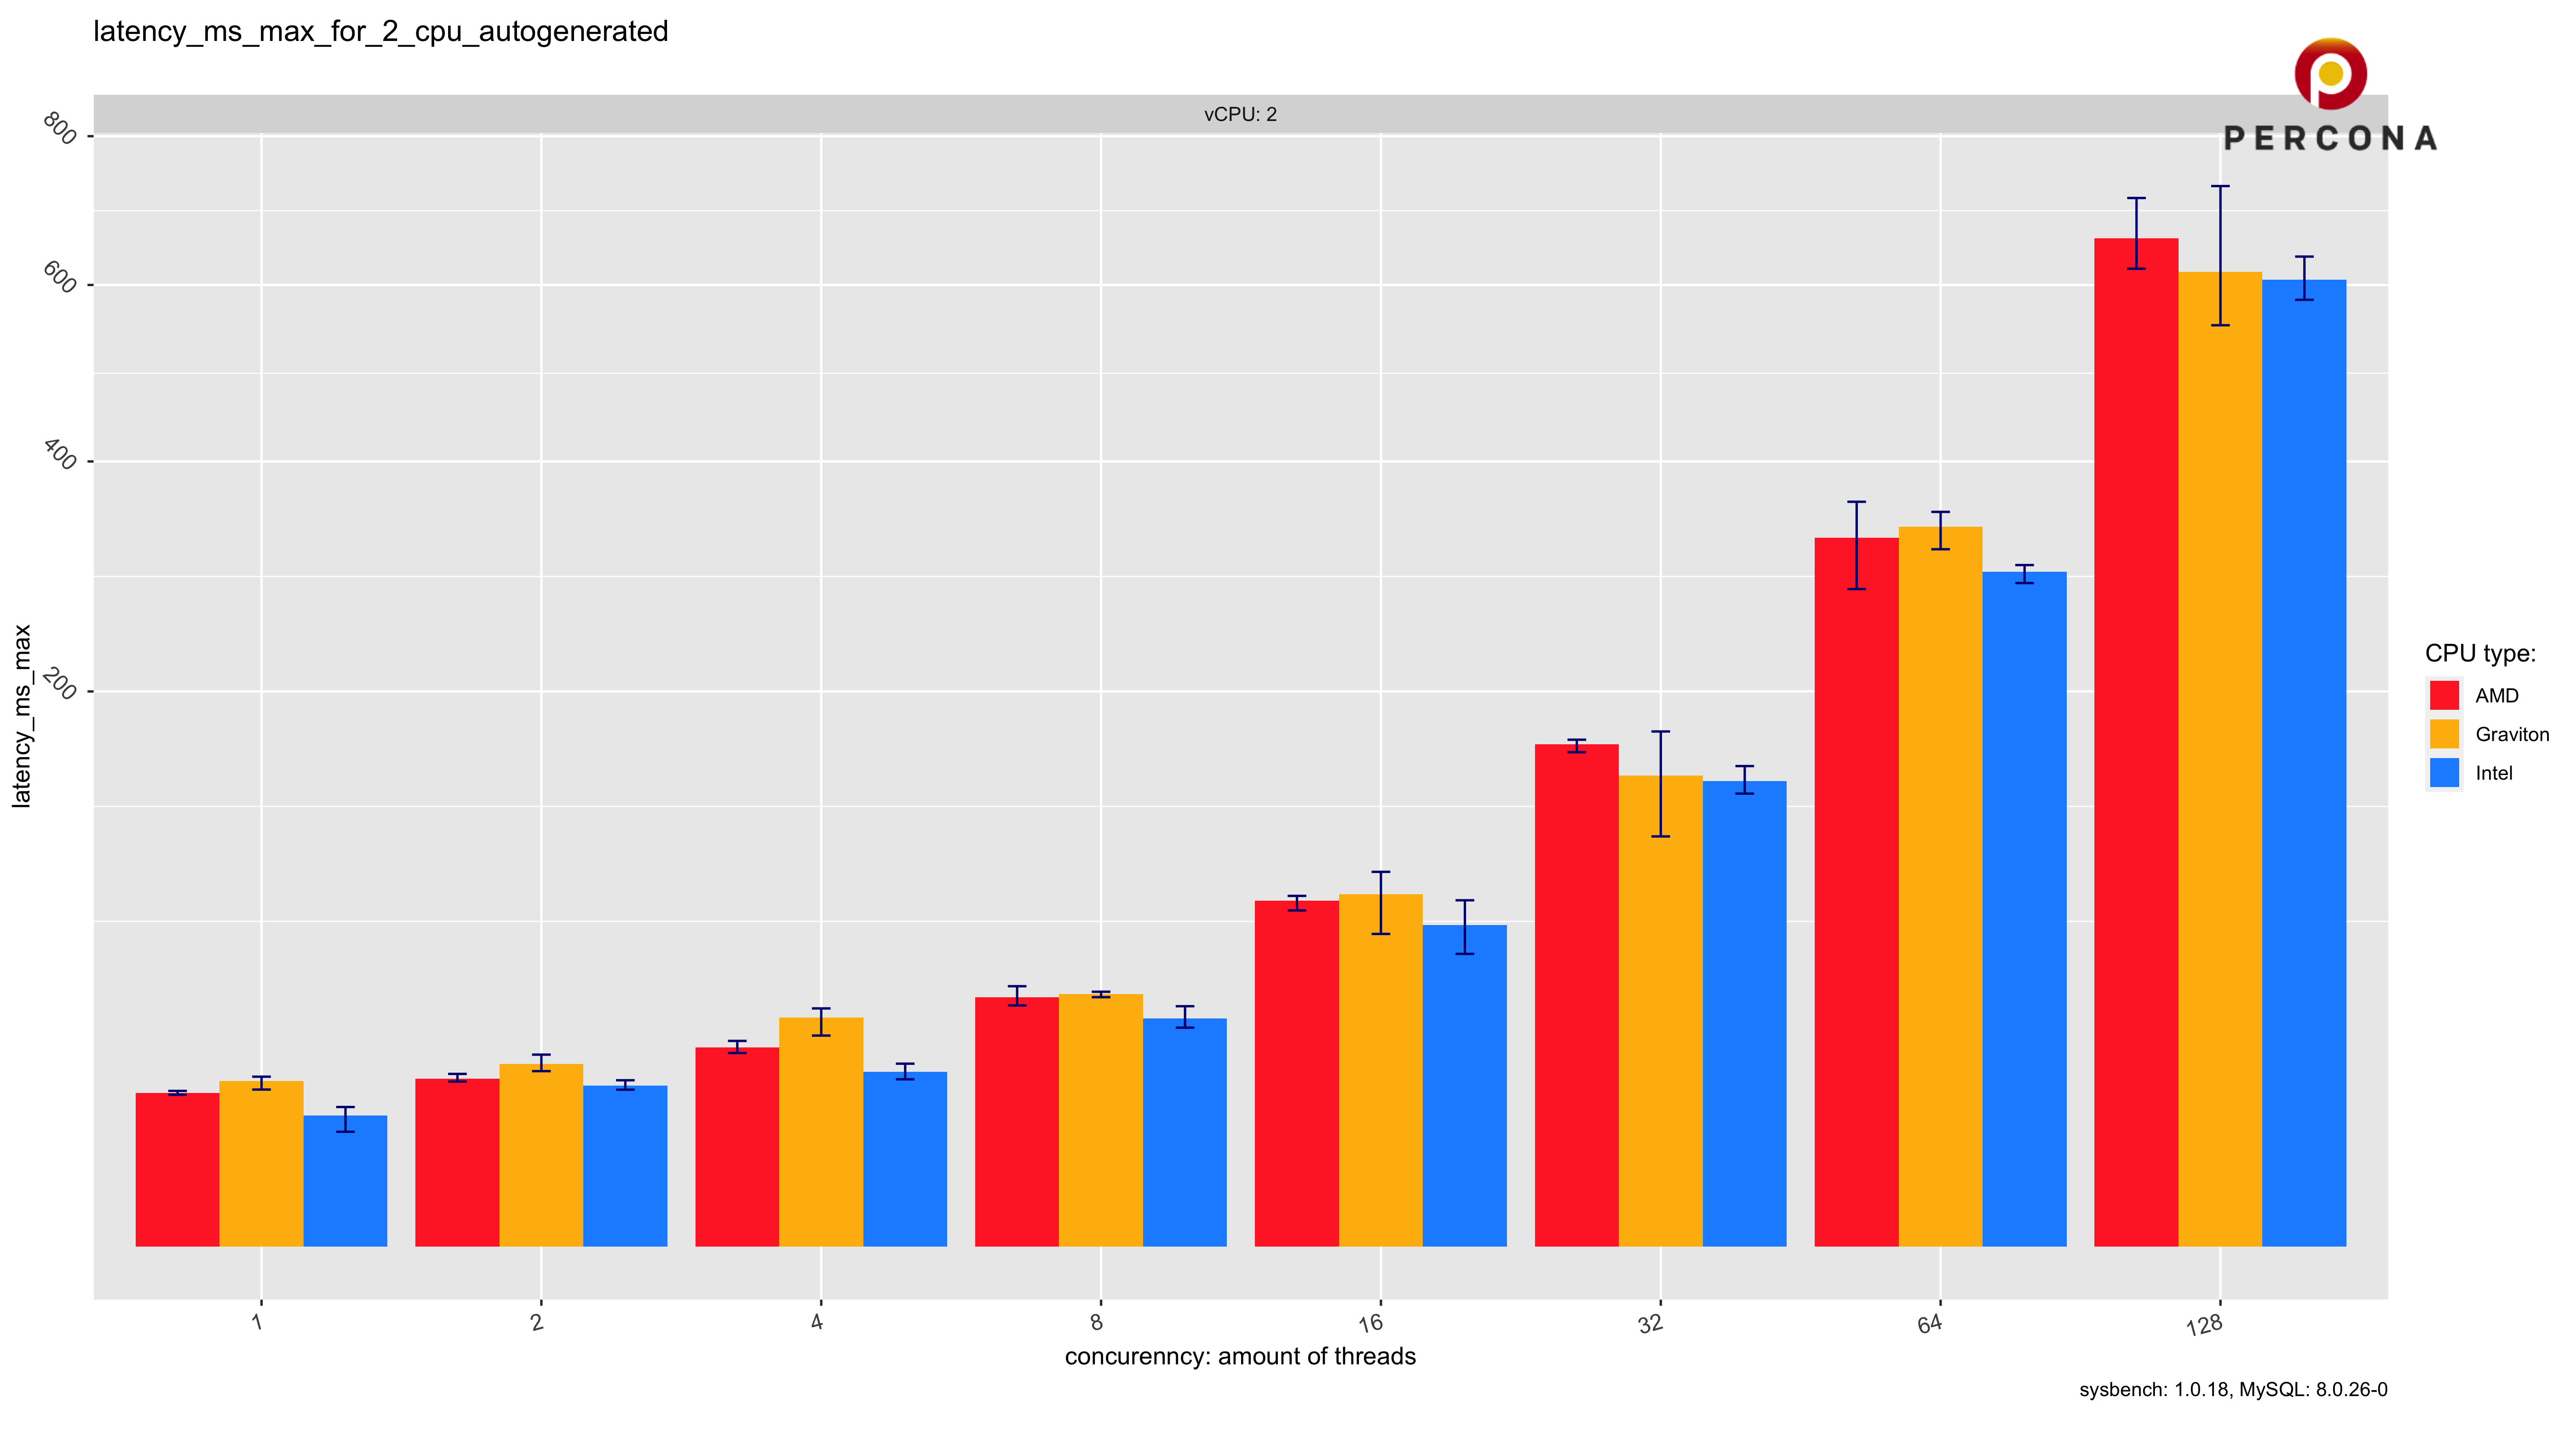 latency_ms_max_for_2_cpu_autogenerated
PERCONA
vCPU: 2
800
600
400
200
latency_ms_max
CPU type:
AMD
Graviton
Intel
1
2
4
8
16
32
64
128
concurenncy: amount of threads
sysbench: 1.0.18, MySQL: 8.0.26-0